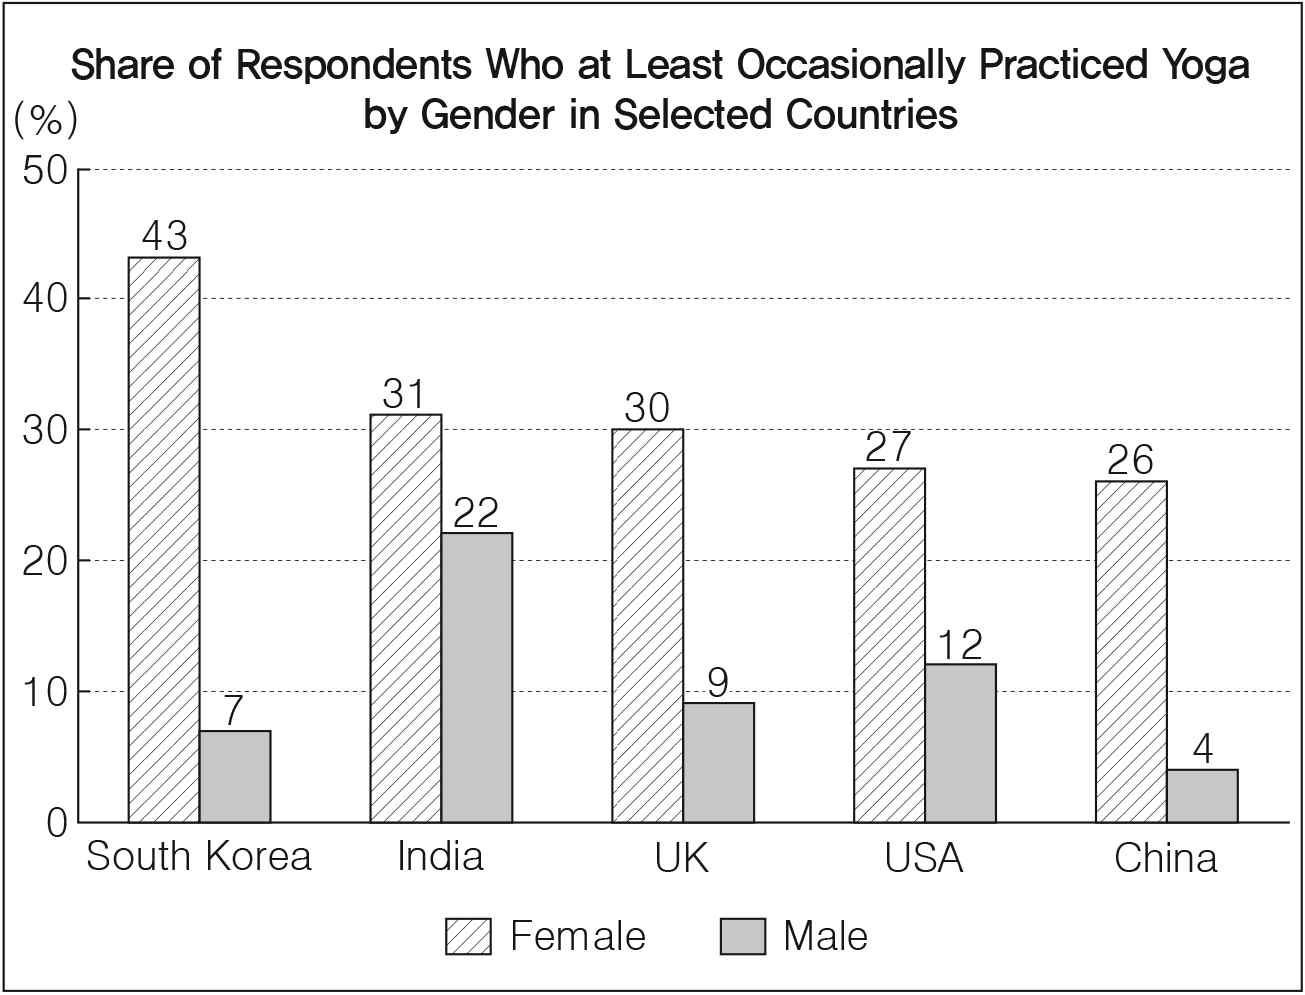 Share of Respondents Who at Least Occasionally Practiced Yoga
by Gender in Selected Countries
(%)
50
40
30
20
10
0
43
7
31
22
30
9
27
12
26
4
South Korea
India
UK
USA
China
Female
Male